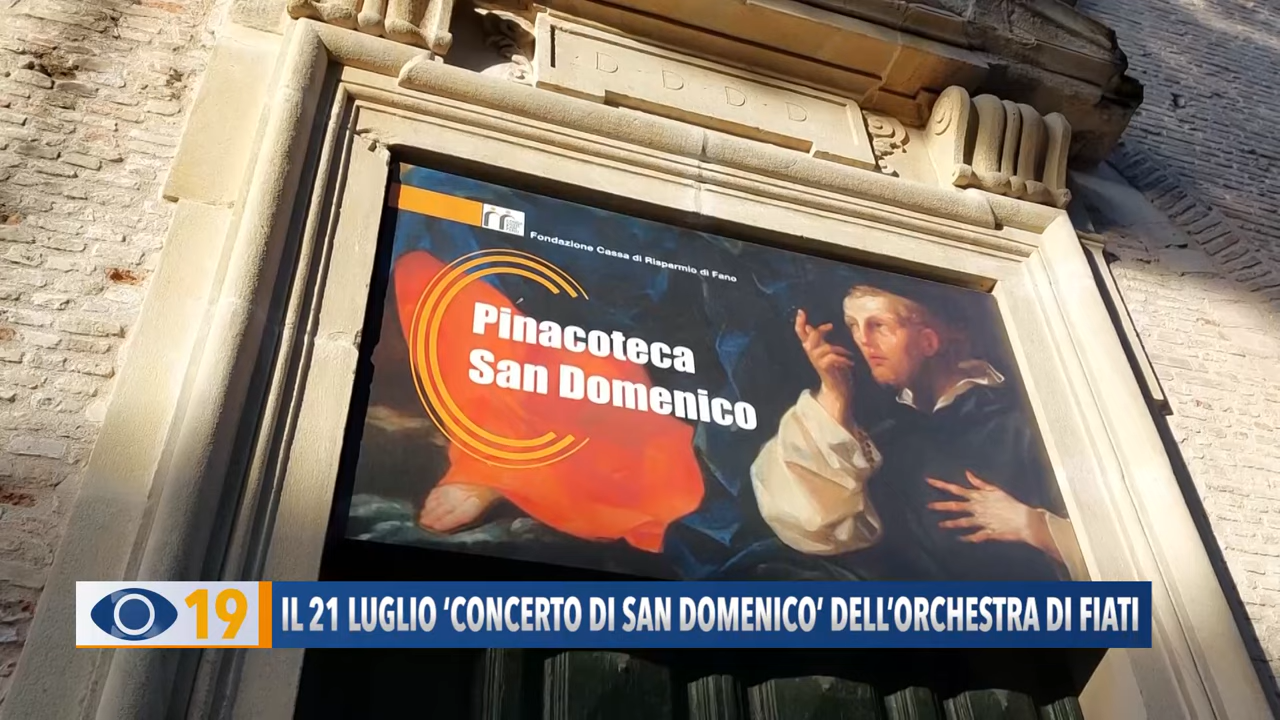 D · D · D · D
Fondazione Cassa di Risparmio di Fano
Pinacoteca
San Domenico
19
IL 21 LUGLIO ‘CONCERTO DI SAN DOMENICO’ DELL’ORCHESTRA DI FIATI